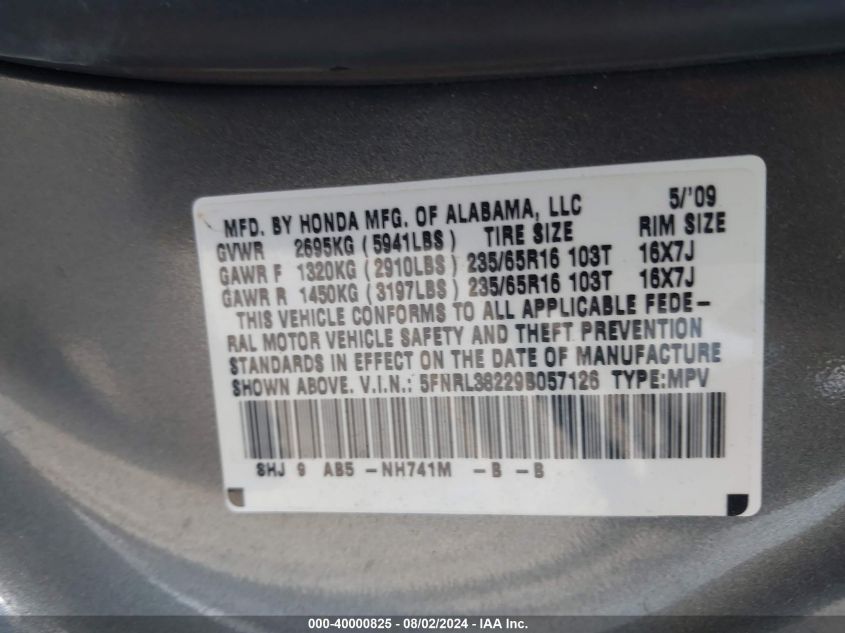 MFD. BY HONDA MFG. OF ALABAMA, LLC 5/'09
GVWR 2695KG (5941LBS) TIRE SIZE RIM SIZE
GAWR F 1320KG (2910LBS) 235/65R16 103T 16X7J
GAWR R 1450KG (3197LBS) 235/65R16 103T 16X7J
THIS VEHICLE CONFORMS TO ALL APPLICABLE FEDE-
RAL MOTOR VEHICLE SAFETY AND THEFT PREVENTION
STANDARDS IN EFFECT ON THE DATE OF MANUFACTURE
SHOWN ABOVE. V.I.N.: 5FNRL38229B057126 TYPE:MPV
SHJ 9 AB5 -NH741M -B -B
000-40000825 - 08/02/2024 - IAA Inc.